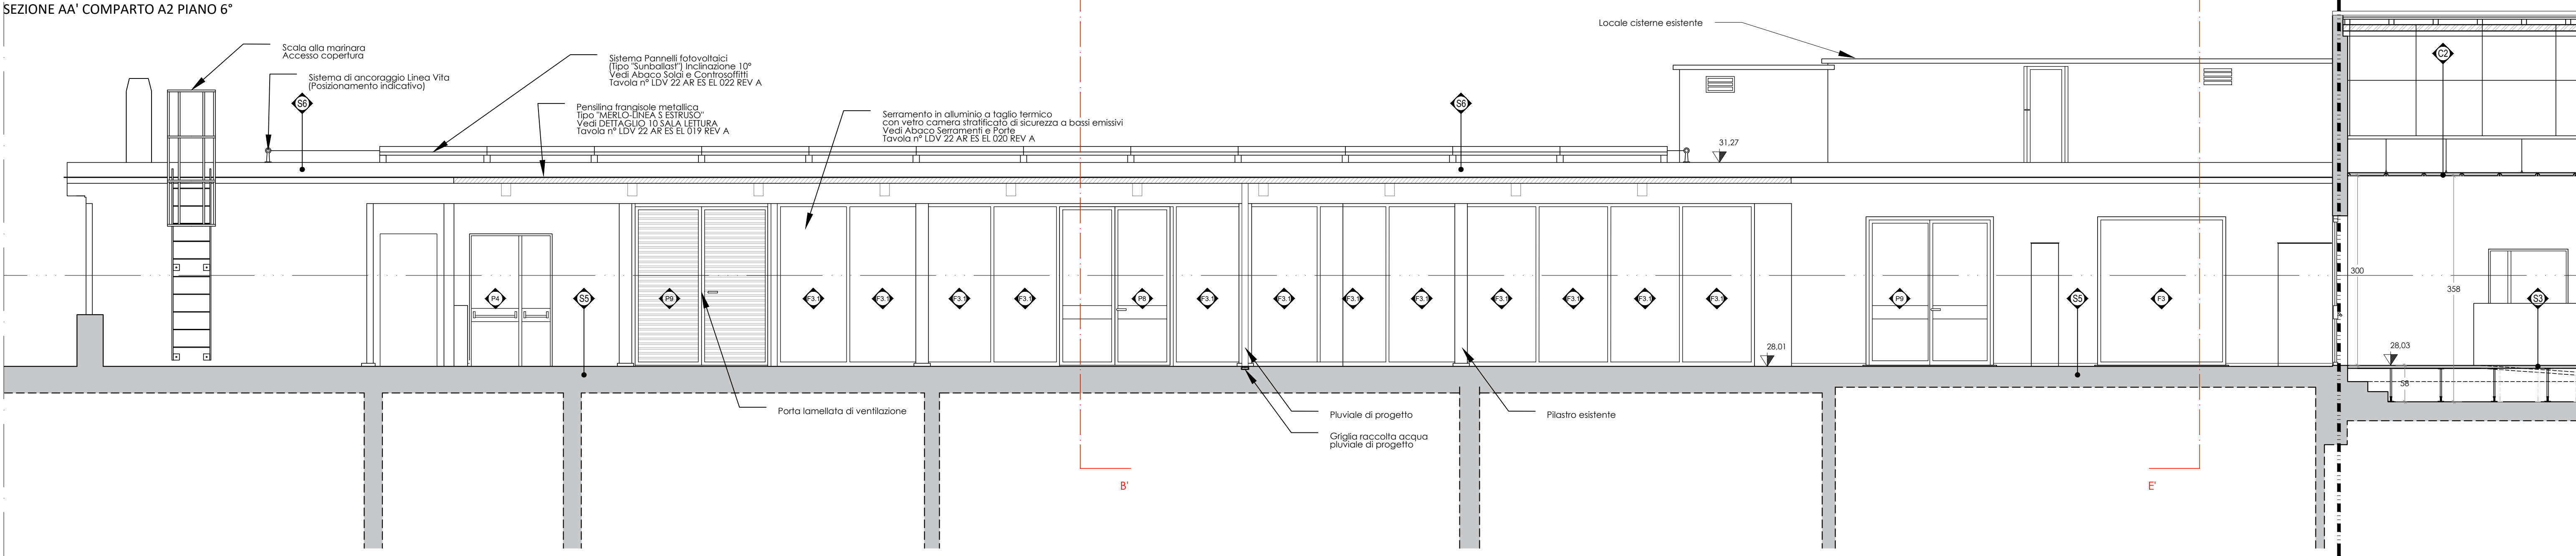 SEZIONE AA' COMPARTO A2 PIANO 6°
Scala alla marinara
Accesso copertura
Sistema di ancoraggio Linea Vita
(Posizionamento indicativo)
S6
Sistema Pannelli fotovoltaici
(Tipo "Sunballast") Inclinazione 10°
Vedi Abaco Solai e Controsoffitti
Tavola n° LDV 22 AR ES EL 022 REV A
Pensilina frangisole metallica
Tipo "MERLO-LINEA S ESTRUSO"
Vedi DETTAGLIO 10 SALA LETTURA
Tavola n° LDV 22 AR ES EL 019 REV A
Serramento in alluminio a taglio termico
con vetro camera stratificato di sicurezza a bassi emissivi
Vedi Abaco Serramenti e Porte
Tavola n° LDV 22 AR ES EL 020 REV A
Locale cisterne esistente
S6
C2
31,27
300
358
P4
S5
P9
F3.1
F3.1
F3.1
F3.1
P8
F3.1
F3.1
F3.1
F3.1
F3.1
F3.1
F3.1
F3.1
P9
S5
F3
S3
28,01
28,03
58
Porta lamellata di ventilazione
Pluviale di progetto
Griglia raccolta acqua
pluviale di progetto
Pilastro esistente
B'
E'